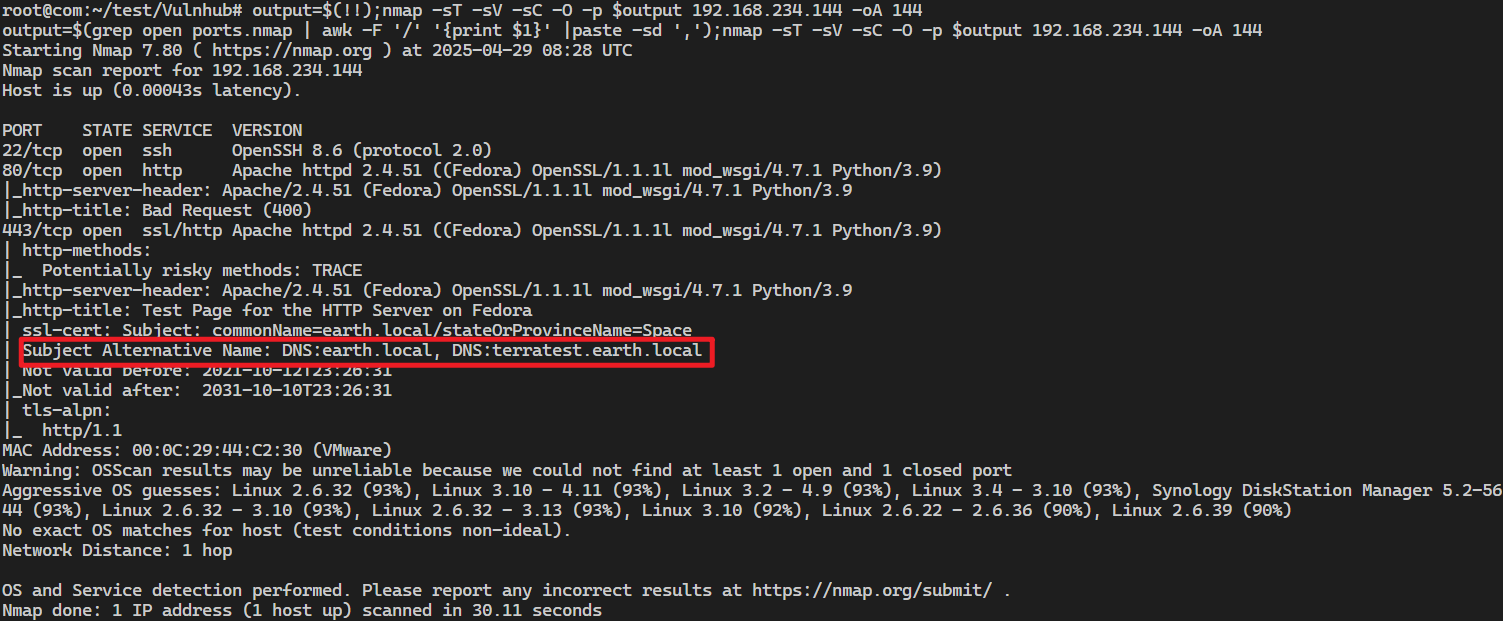 root@com:~/test/Vulnhub# output=$(!!);nmap -sT -sV -sC -O -p $output 192.168.234.144 -oA 144
output=$(grep open ports.nmap | awk -F '/' '{print $1}' |paste -sd ',');nmap -sT -sV -sC -O -p $output 192.168.234.144 -oA 144
Starting Nmap 7.80 ( https://nmap.org ) at 2025-04-29 08:28 UTC
Nmap scan report for 192.168.234.144
Host is up (0.00043s latency).
PORT    STATE SERVICE  VERSION
22/tcp  open  ssh      OpenSSH 8.6 (protocol 2.0)
80/tcp  open  http     Apache httpd 2.4.51 ((Fedora) OpenSSL/1.1.1l mod_wsgi/4.7.1 Python/3.9)
|_http-server-header: Apache/2.4.51 (Fedora) OpenSSL/1.1.1l mod_wsgi/4.7.1 Python/3.9
|_http-title: Bad Request (400)
443/tcp open  ssl/http Apache httpd 2.4.51 ((Fedora) OpenSSL/1.1.1l mod_wsgi/4.7.1 Python/3.9)
| http-methods:
|_  Potentially risky methods: TRACE
|_http-server-header: Apache/2.4.51 (Fedora) OpenSSL/1.1.1l mod_wsgi/4.7.1 Python/3.9
|_http-title: Test Page for the HTTP Server on Fedora
| ssl-cert: Subject: commonName=earth.local/stateOrProvinceName=Space
| Subject Alternative Name: DNS:earth.local, DNS:terratest.earth.local
| Not valid before: 2021-10-12T23:26:31
|_Not valid after:  2031-10-10T23:26:31
| tls-alpn:
|_  http/1.1
MAC Address: 00:0C:29:44:C2:30 (VMware)
Warning: OSScan results may be unreliable because we could not find at least 1 open and 1 closed port
Aggressive OS guesses: Linux 2.6.32 (93%), Linux 3.10 - 4.11 (93%), Linux 3.2 - 4.9 (93%), Linux 3.4 - 3.10 (93%), Synology DiskStation Manager 5.2-56
44 (93%), Linux 2.6.32 - 3.10 (93%), Linux 2.6.32 - 3.13 (93%), Linux 3.10 (92%), Linux 2.6.22 - 2.6.36 (90%), Linux 2.6.39 (90%)
No exact OS matches for host (test conditions non-ideal).
Network Distance: 1 hop
OS and Service detection performed. Please report any incorrect results at https://nmap.org/submit/ .
Nmap done: 1 IP address (1 host up) scanned in 30.11 seconds